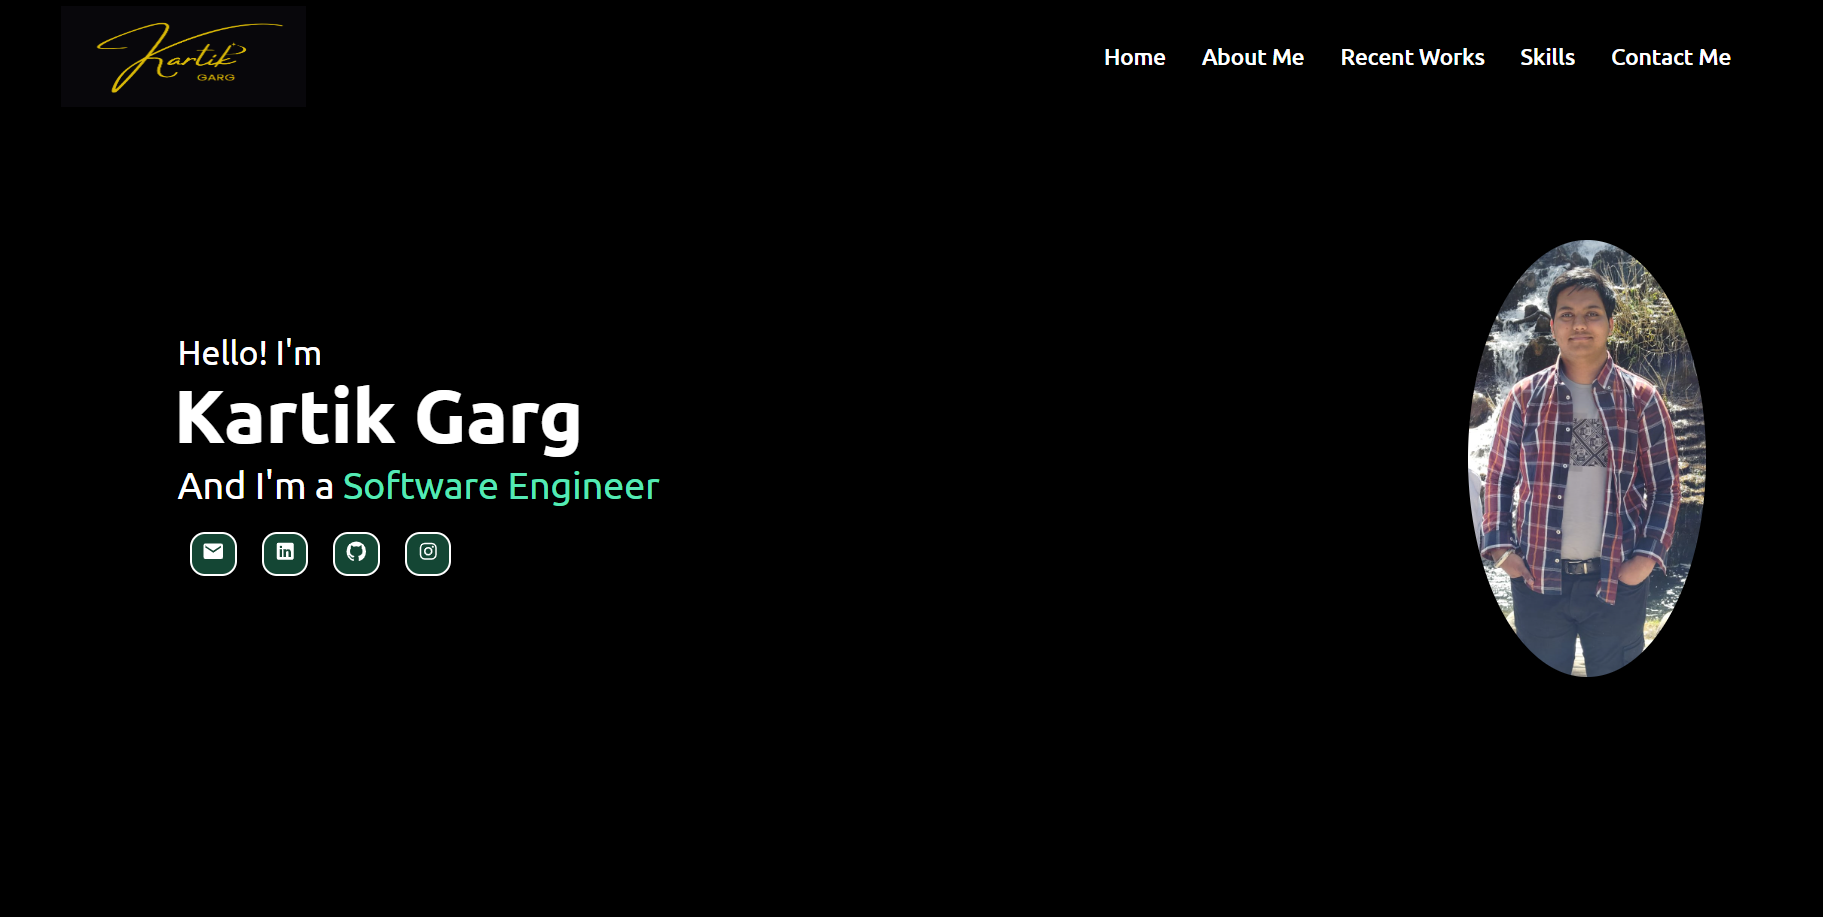 Kartik
GARG
Home About Me Recent Works Skills Contact Me
Hello! I'm
Kartik Garg
And I'm a Software Engineer